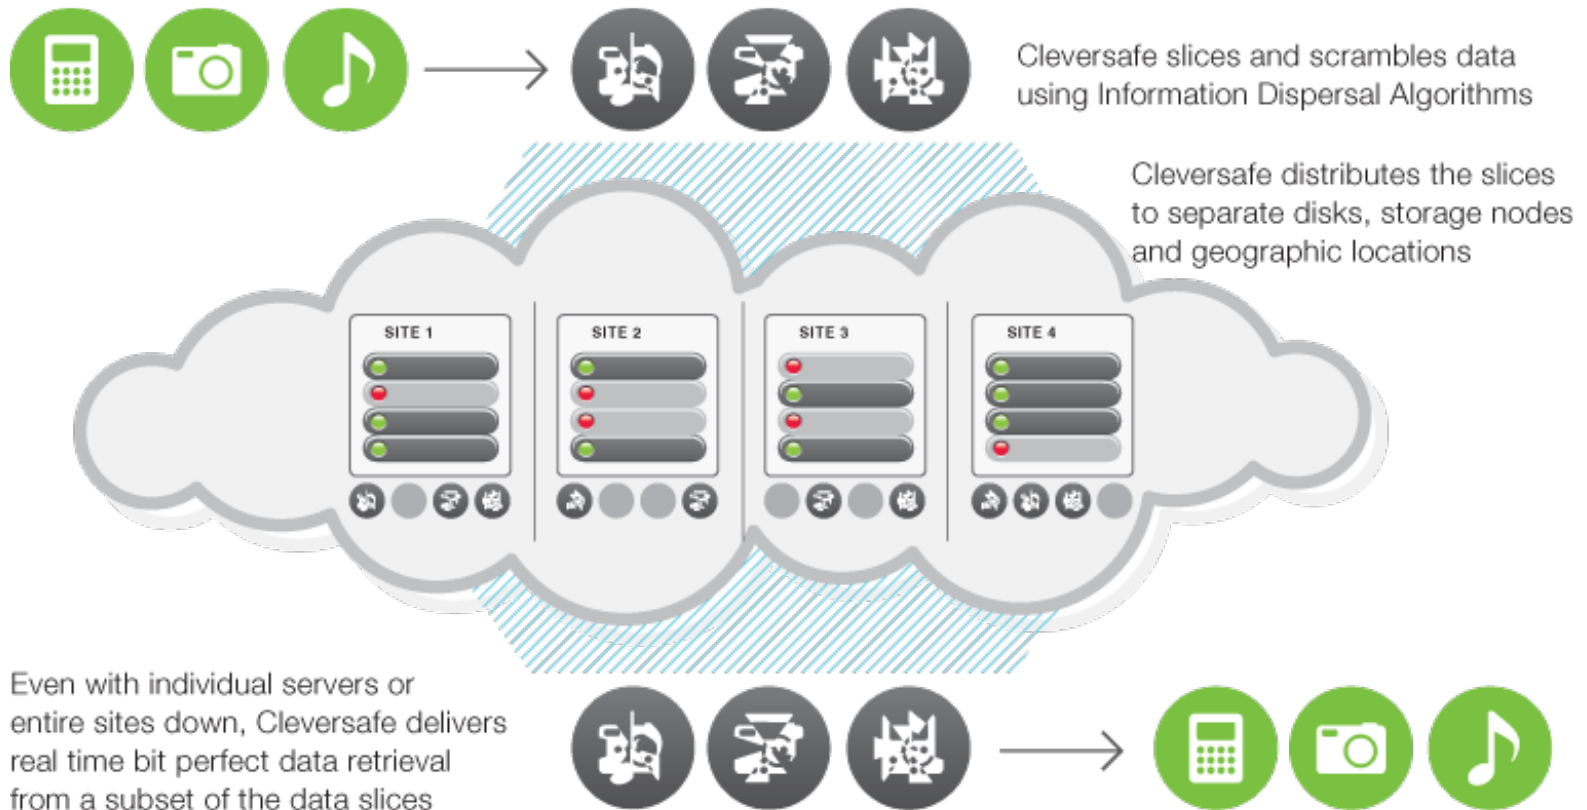 Cleversafe slices and scrambles data
using Information Dispersal Algorithms
Cleversafe distributes the slices
to separate disks, storage nodes
and geographic locations
SITE 1
SITE 2
SITE 3
SITE 4
Even with individual servers or
entire sites down, Cleversafe delivers
real time bit perfect data retrieval
from a subset of the data slices